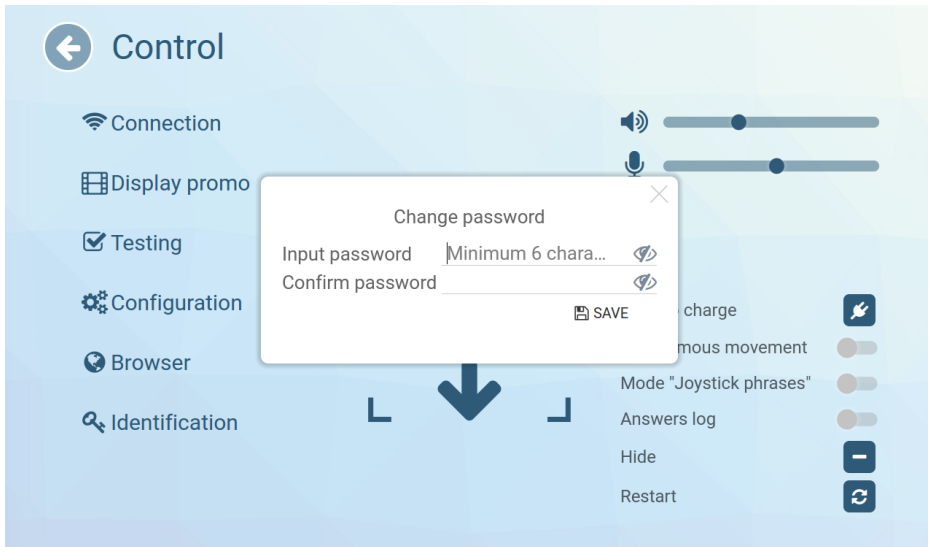 Control
Connection
Display promo
Testing
Configuration
Browser
Identification
Change password
Input password Minimum 6 chara...
Confirm password
SAVE
charge
mous movement
Mode "Joystick phrases"
Answers log
Hide
Restart